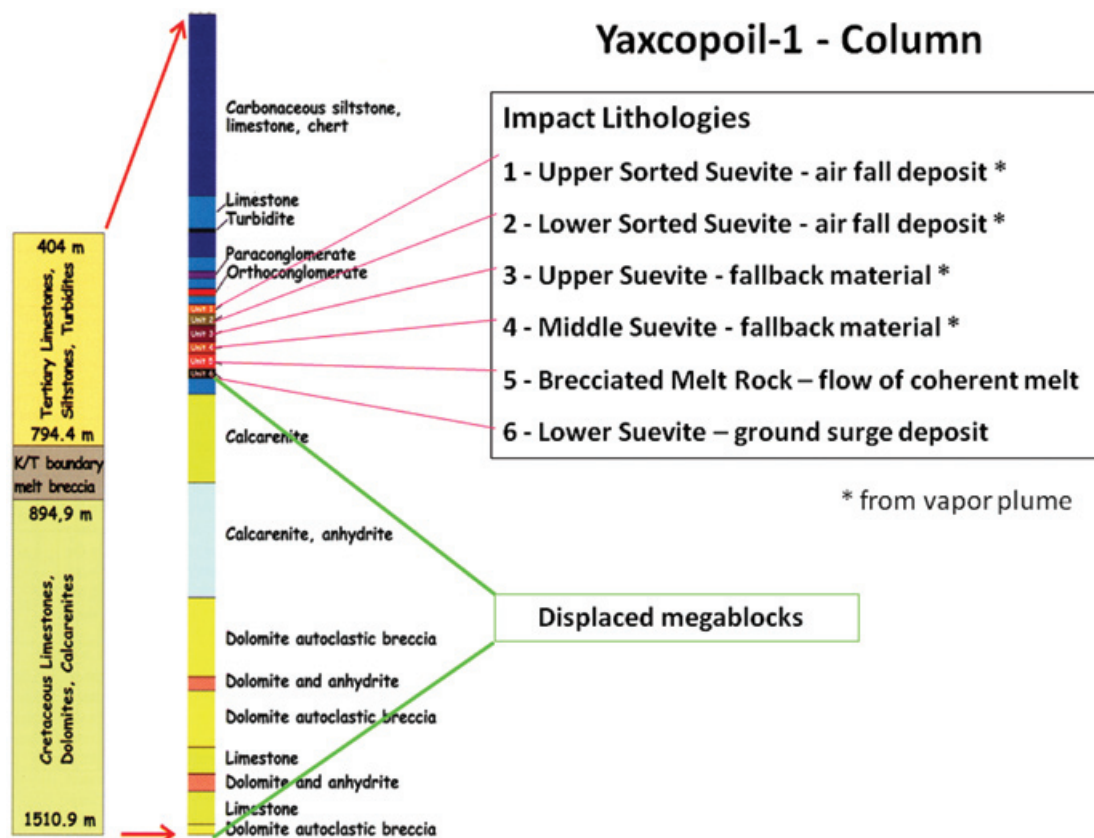 Yaxcopoil-1 - Column
404 m
Tertiary Limestones,
Siltstones, Turbidites
794.4 m
K/T boundary
melt breccia
894,9 m
Cretaceous Limestones,
Dolomites, Calcarenites
1510.9 m
Carbonaceous siltstone,
limestone, chert
Limestone
Turbidite
Paraconglomerate
Orthoconglomerate
UNIT 1
UNIT 2
UNIT 3
UNIT 4
UNIT 5
UNIT 6
Calcarenite
Calcarenite, anhydrite
Dolomite autoclastic breccia
Dolomite and anhydrite
Dolomite autoclastic breccia
Limestone
Dolomite and anhydrite
Limestone
Dolomite autoclastic breccia
Impact Lithologies
1 - Upper Sorted Suevite - air fall deposit *
2 - Lower Sorted Suevite - air fall deposit *
3 - Upper Suevite - fallback material *
4 - Middle Suevite - fallback material *
5 - Brecciated Melt Rock – flow of coherent melt
6 - Lower Suevite – ground surge deposit
* from vapor plume
Displaced megablocks